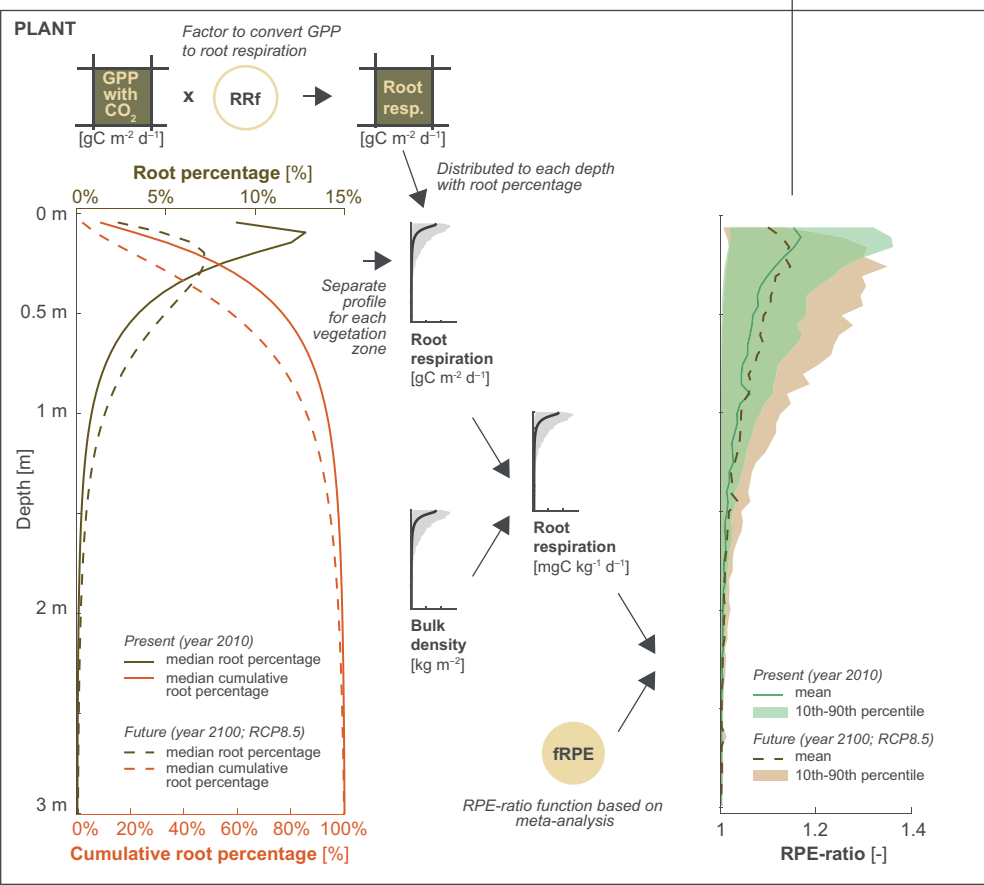 PLANT
Factor to convert GPP
to root respiration
GPP
with
CO2
x
RRf
Root
resp.
[gC m-2 d–1]
[gC m-2 d–1]
Distributed to each depth
with root percentage
Root percentage [%]
0%
5%
10%
15%
0 m
0.5 m
1 m
2 m
3 m
Depth [m]
Separate
profile
for each
vegetation
zone
Root
respiration
[gC m-2 d–1]
Root
respiration
[mgC kg-1 d–1]
Bulk
density
[kg m–2]
Present (year 2010)
median root percentage
median cumulative
root percentage
Future (year 2100; RCP8.5)
median root percentage
median cumulative
root percentage
0%
20%
40%
60%
80%
100%
Cumulative root percentage [%]
fRPE
RPE-ratio function based on
meta-analysis
Present (year 2010)
mean
10th-90th percentile
Future (year 2100; RCP8.5)
mean
10th-90th percentile
1
1.2
1.4
RPE-ratio [-]